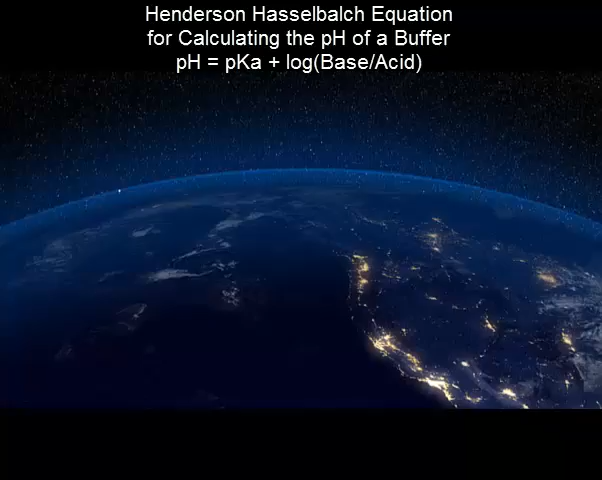 Henderson Hasselbalch Equation
for Calculating the pH of a Buffer
pH = pKa + log(Base/Acid)